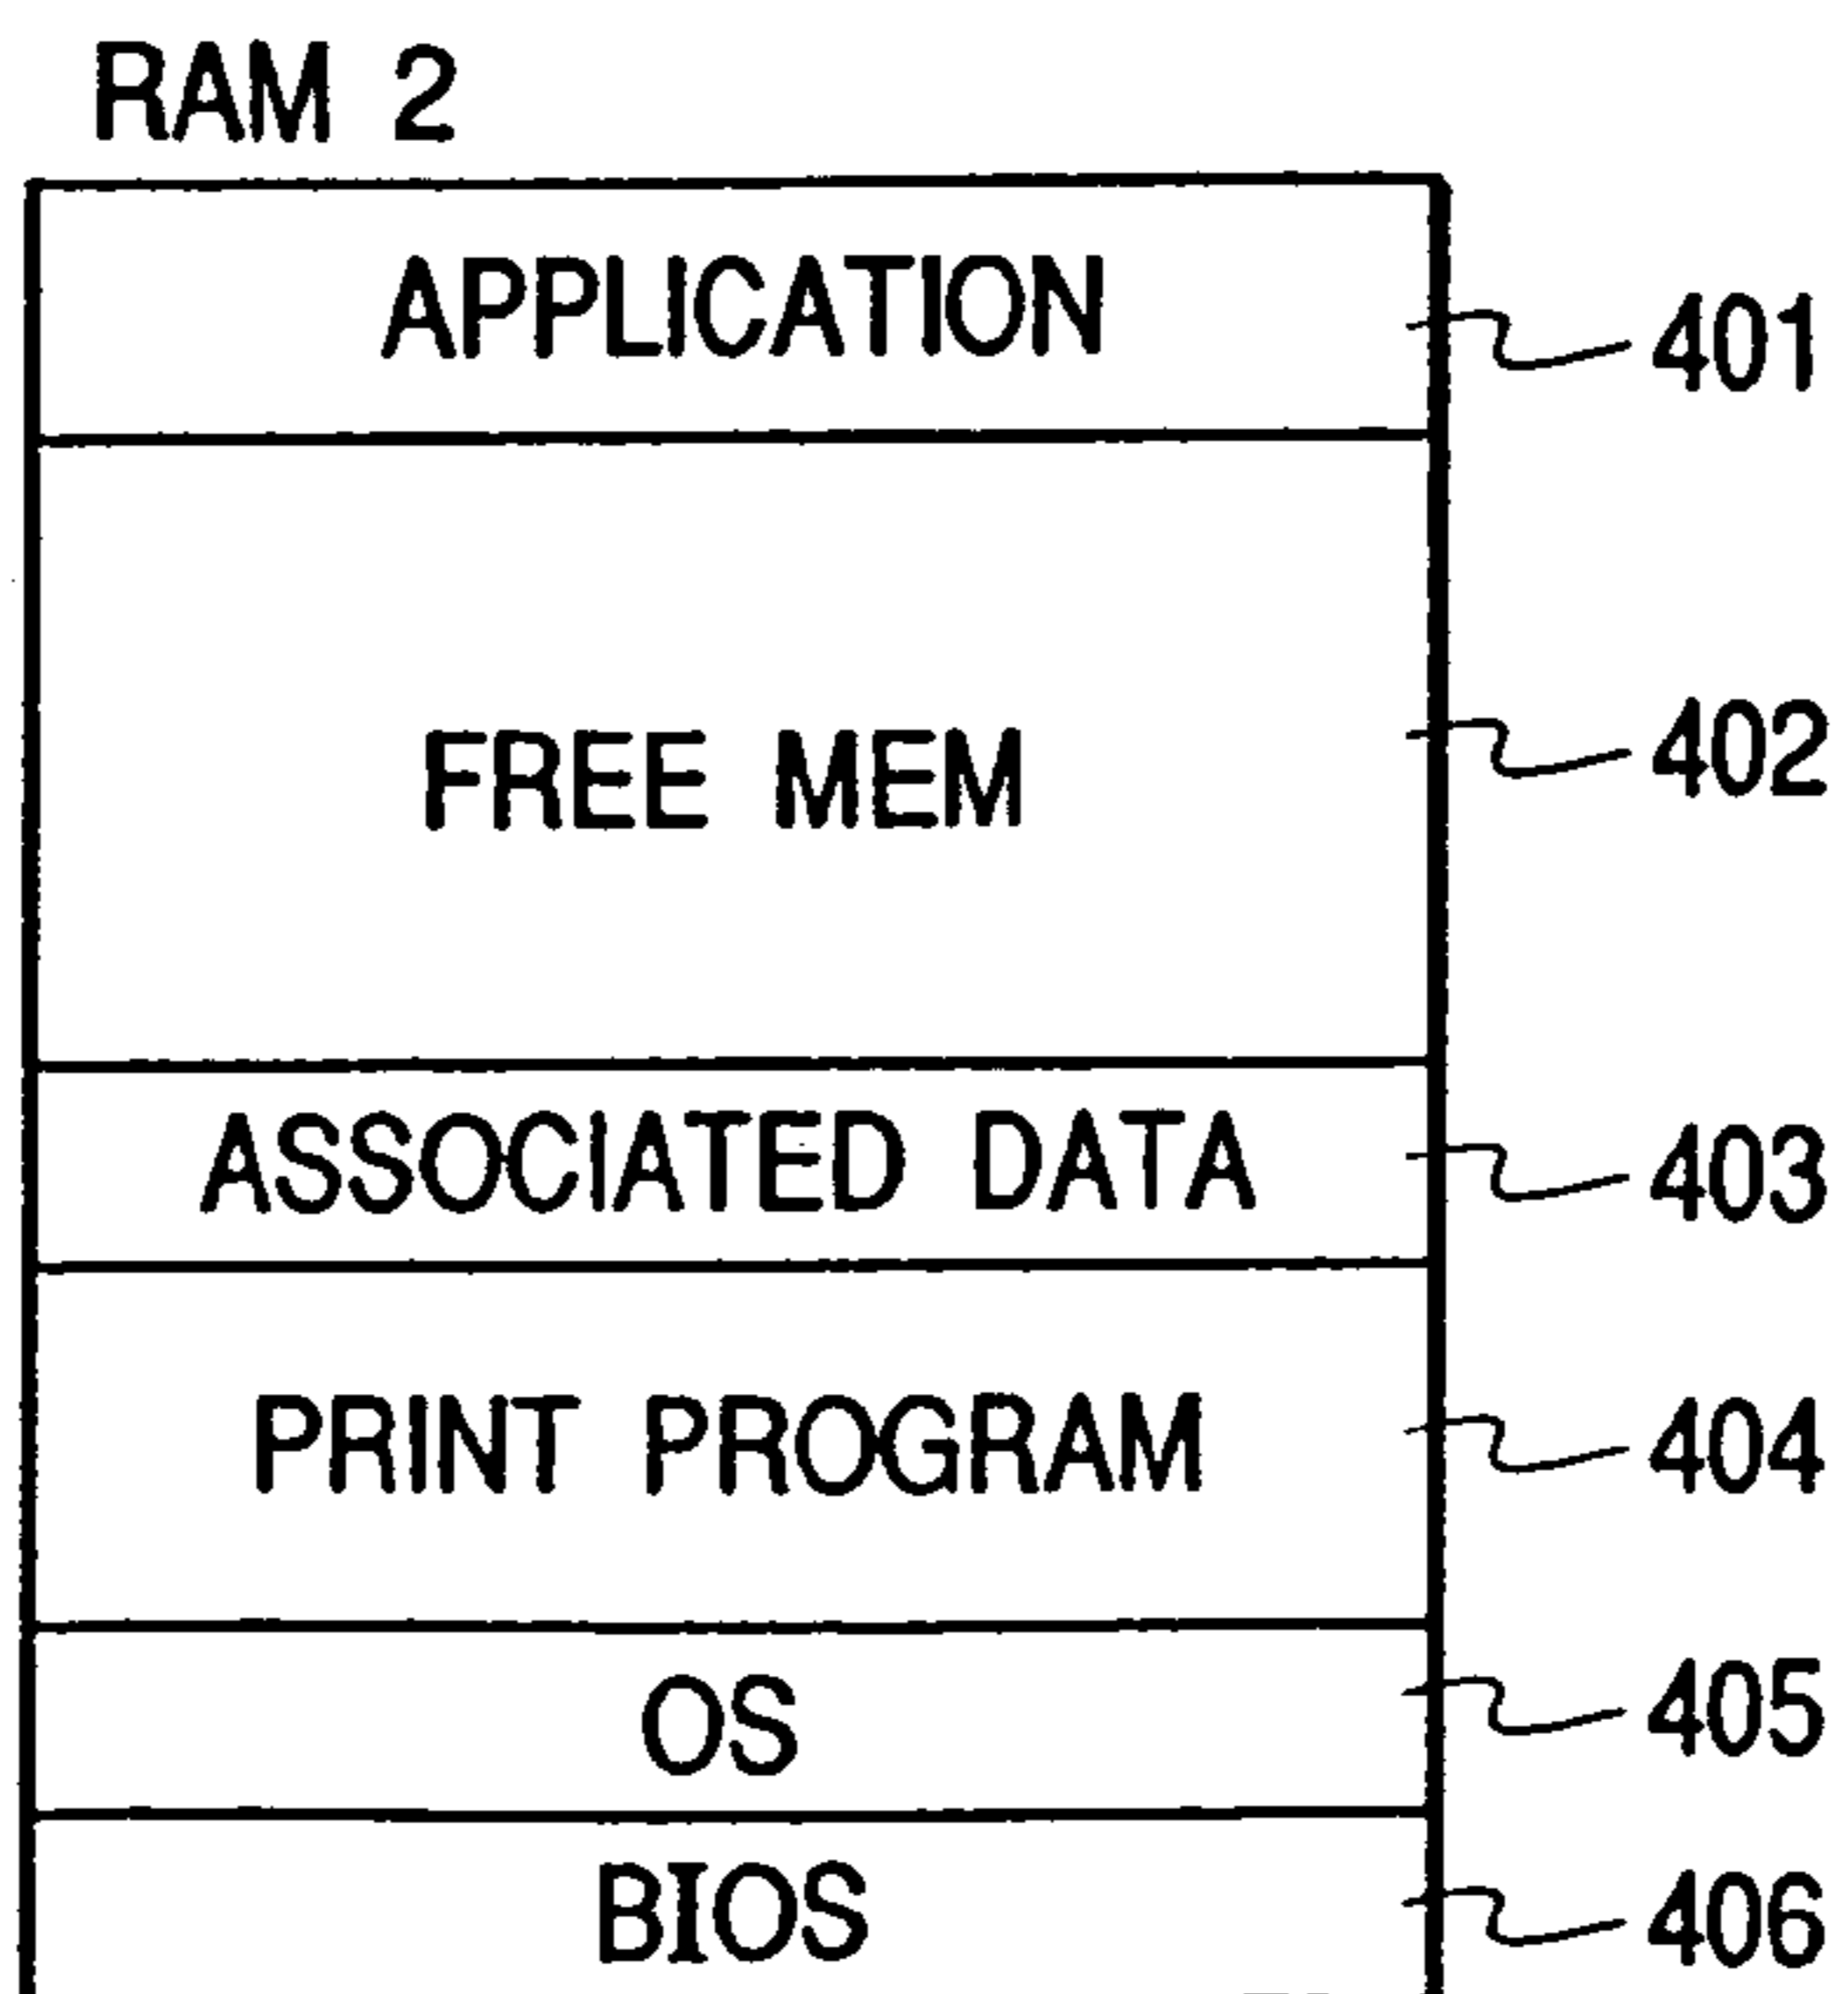 RAM 2
APPLICATION 401
FREE MEM 402
ASSOCIATED DATA 403
PRINT PROGRAM 404
OS 405
BIOS 406